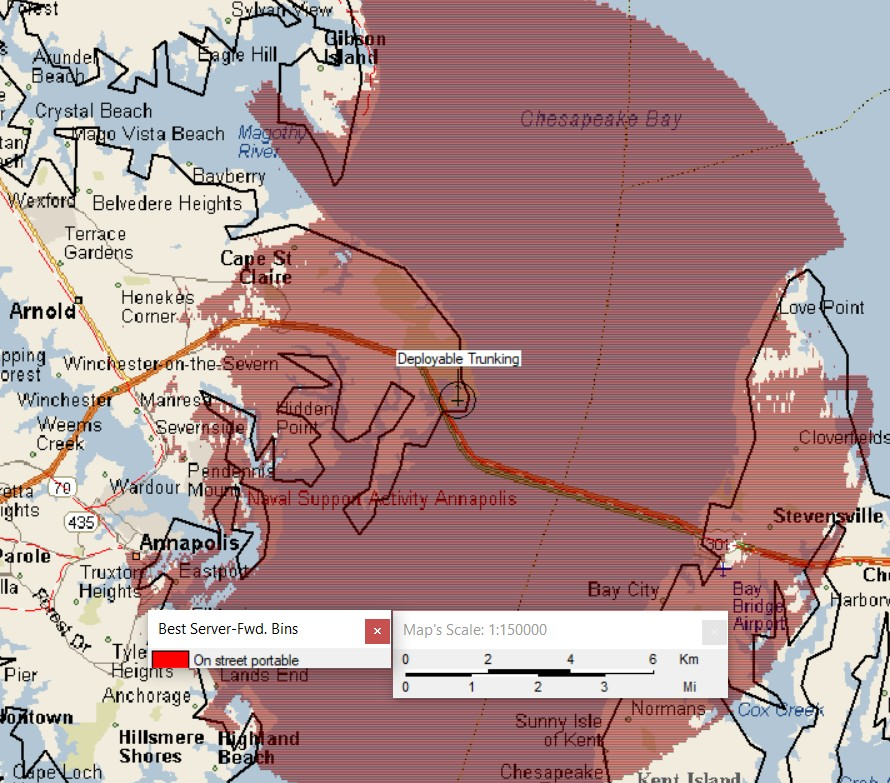 Forest
Sylvan View
Gibson
Island
Arundel
Beach
Eagle Hill
Crystal Beach
Chesapeake Bay
Mago Vista Beach
Magothy
River
Bayberry
Wexford
Belvedere Heights
Terrace
Gardens
Cape St
Claire
Henekes
Corner
Arnold
Love Point
Deployable Trunking
Winchester-on-the-Severn
Manresa
Hidden
Point
Severnside
Weems
Creek
Cloverfields
Pendennis
Mount
70
Wardour
Naval Support Activity Annapolis
435
Stevensville
Annapolis
301
Parole
Eastport
Truxton
Heights
Bay City
Bay
Bridge
Airport
Forest Dr
Best Server-Fwd. Bins
×
Map's Scale: 1:150000
On street portable
0 2 4 6 Km
0 1 2 3 Mi
Heights
Pier
Lands End
Anchorage
Normans
Cox Creek
Sunny Isle
of Kent
Hillsmere
Shores
Highland
Beach
Cape Loch
Chesapeake
Kent Island